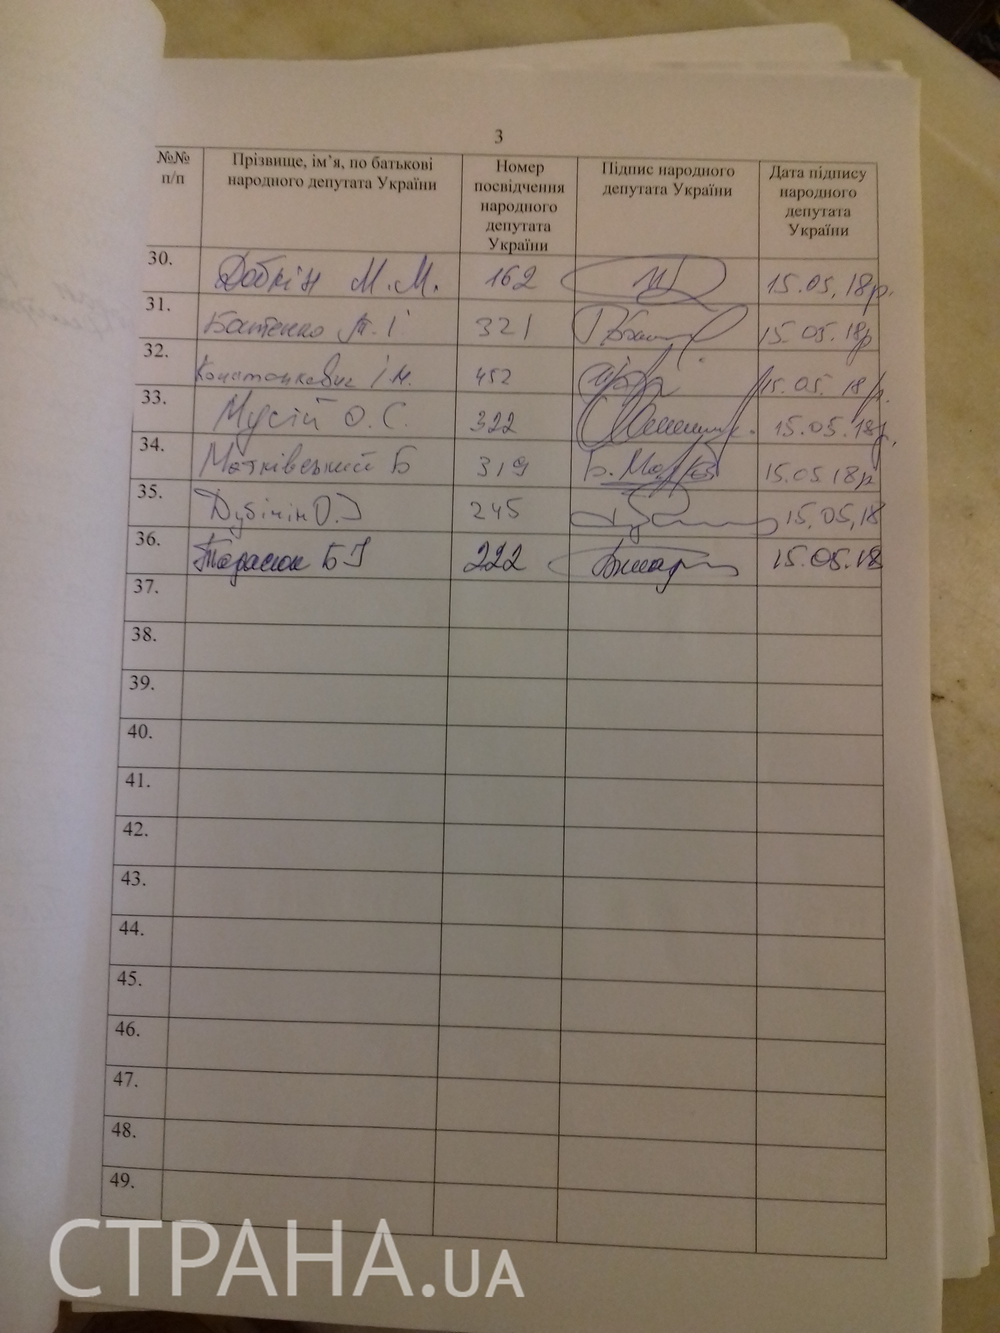 3
№№ п/п
Прізвище, ім'я, по батькові народного депутата України
Номер посвідчення народного депутата України
Підпис народного депутата України
Дата підпису народного депутата України
30. Добкін М.М. 162 15.05.18р.
31. 321 15.05.18р
32. 452 15.05.18р.
33. Мусій О.С. 322 15.05.18р.
34. Матківський Б 319 Б. 15.05.18р
35. Дубінін О.І 245 15.05.18
36. Тарасюк Б І 222 15.05.18
37.
38.
39.
40.
41.
42.
43.
44.
45.
46.
47.
48.
49.
СТРАНА.UA